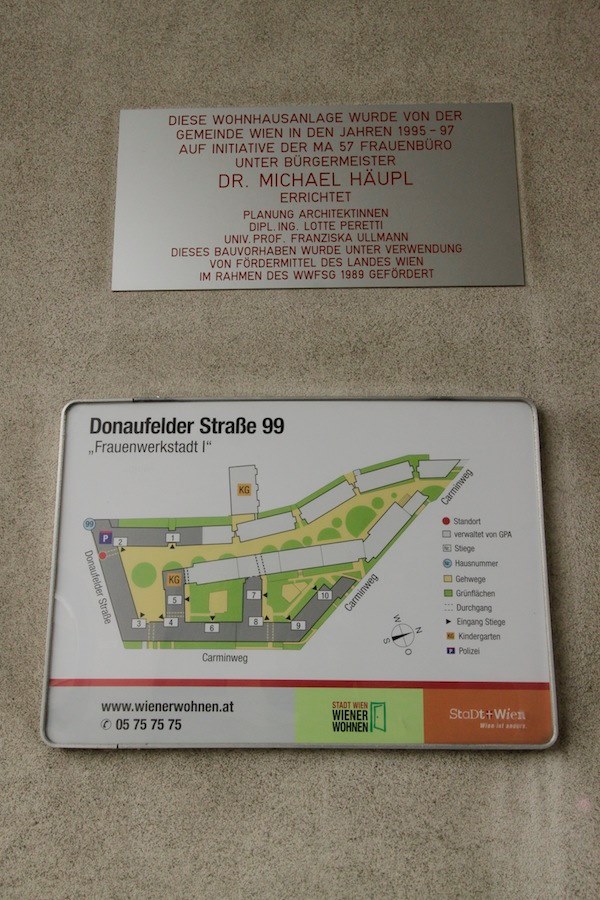 DIESE WOHNHAUSANLAGE WURDE VON DER
GEMEINDE WIEN IN DEN JAHREN 1995 – 97
AUF INITIATIVE DER MA 57 FRAUENBÜRO
UNTER BÜRGERMEISTER
DR. MICHAEL HÄUPL
ERRICHTET
PLANUNG ARCHITEKTINNEN
DIPL. ING. LOTTE PERETTI
UNIV. PROF. FRANZISKA ULLMANN
DIESES BAUVORHABEN WURDE UNTER VERWENDUNG
VON FÖRDERMITTEL DES LANDES WIEN
IM RAHMEN DES WWFSG 1989 GEFÖRDERT
Donaufelder Straße 99
„Frauenwerkstadt I“
KG
Carminweg
99
P
2
1
Donaufelder Straße
KG
5
7
10
Carminweg
3
4
6
8
9
Carminweg
W
N
S
O
Standort
verwaltet von GPA
Stiege
Hausnummer
Gehwege
Grünflächen
Durchgang
Eingang Stiege
KG Kindergarten
P Polizei
www.wienerwohnen.at
✆ 05 75 75 75
STADT WIEN
WIENER
WOHNEN
StaDt+Wien
Wien ist anders.